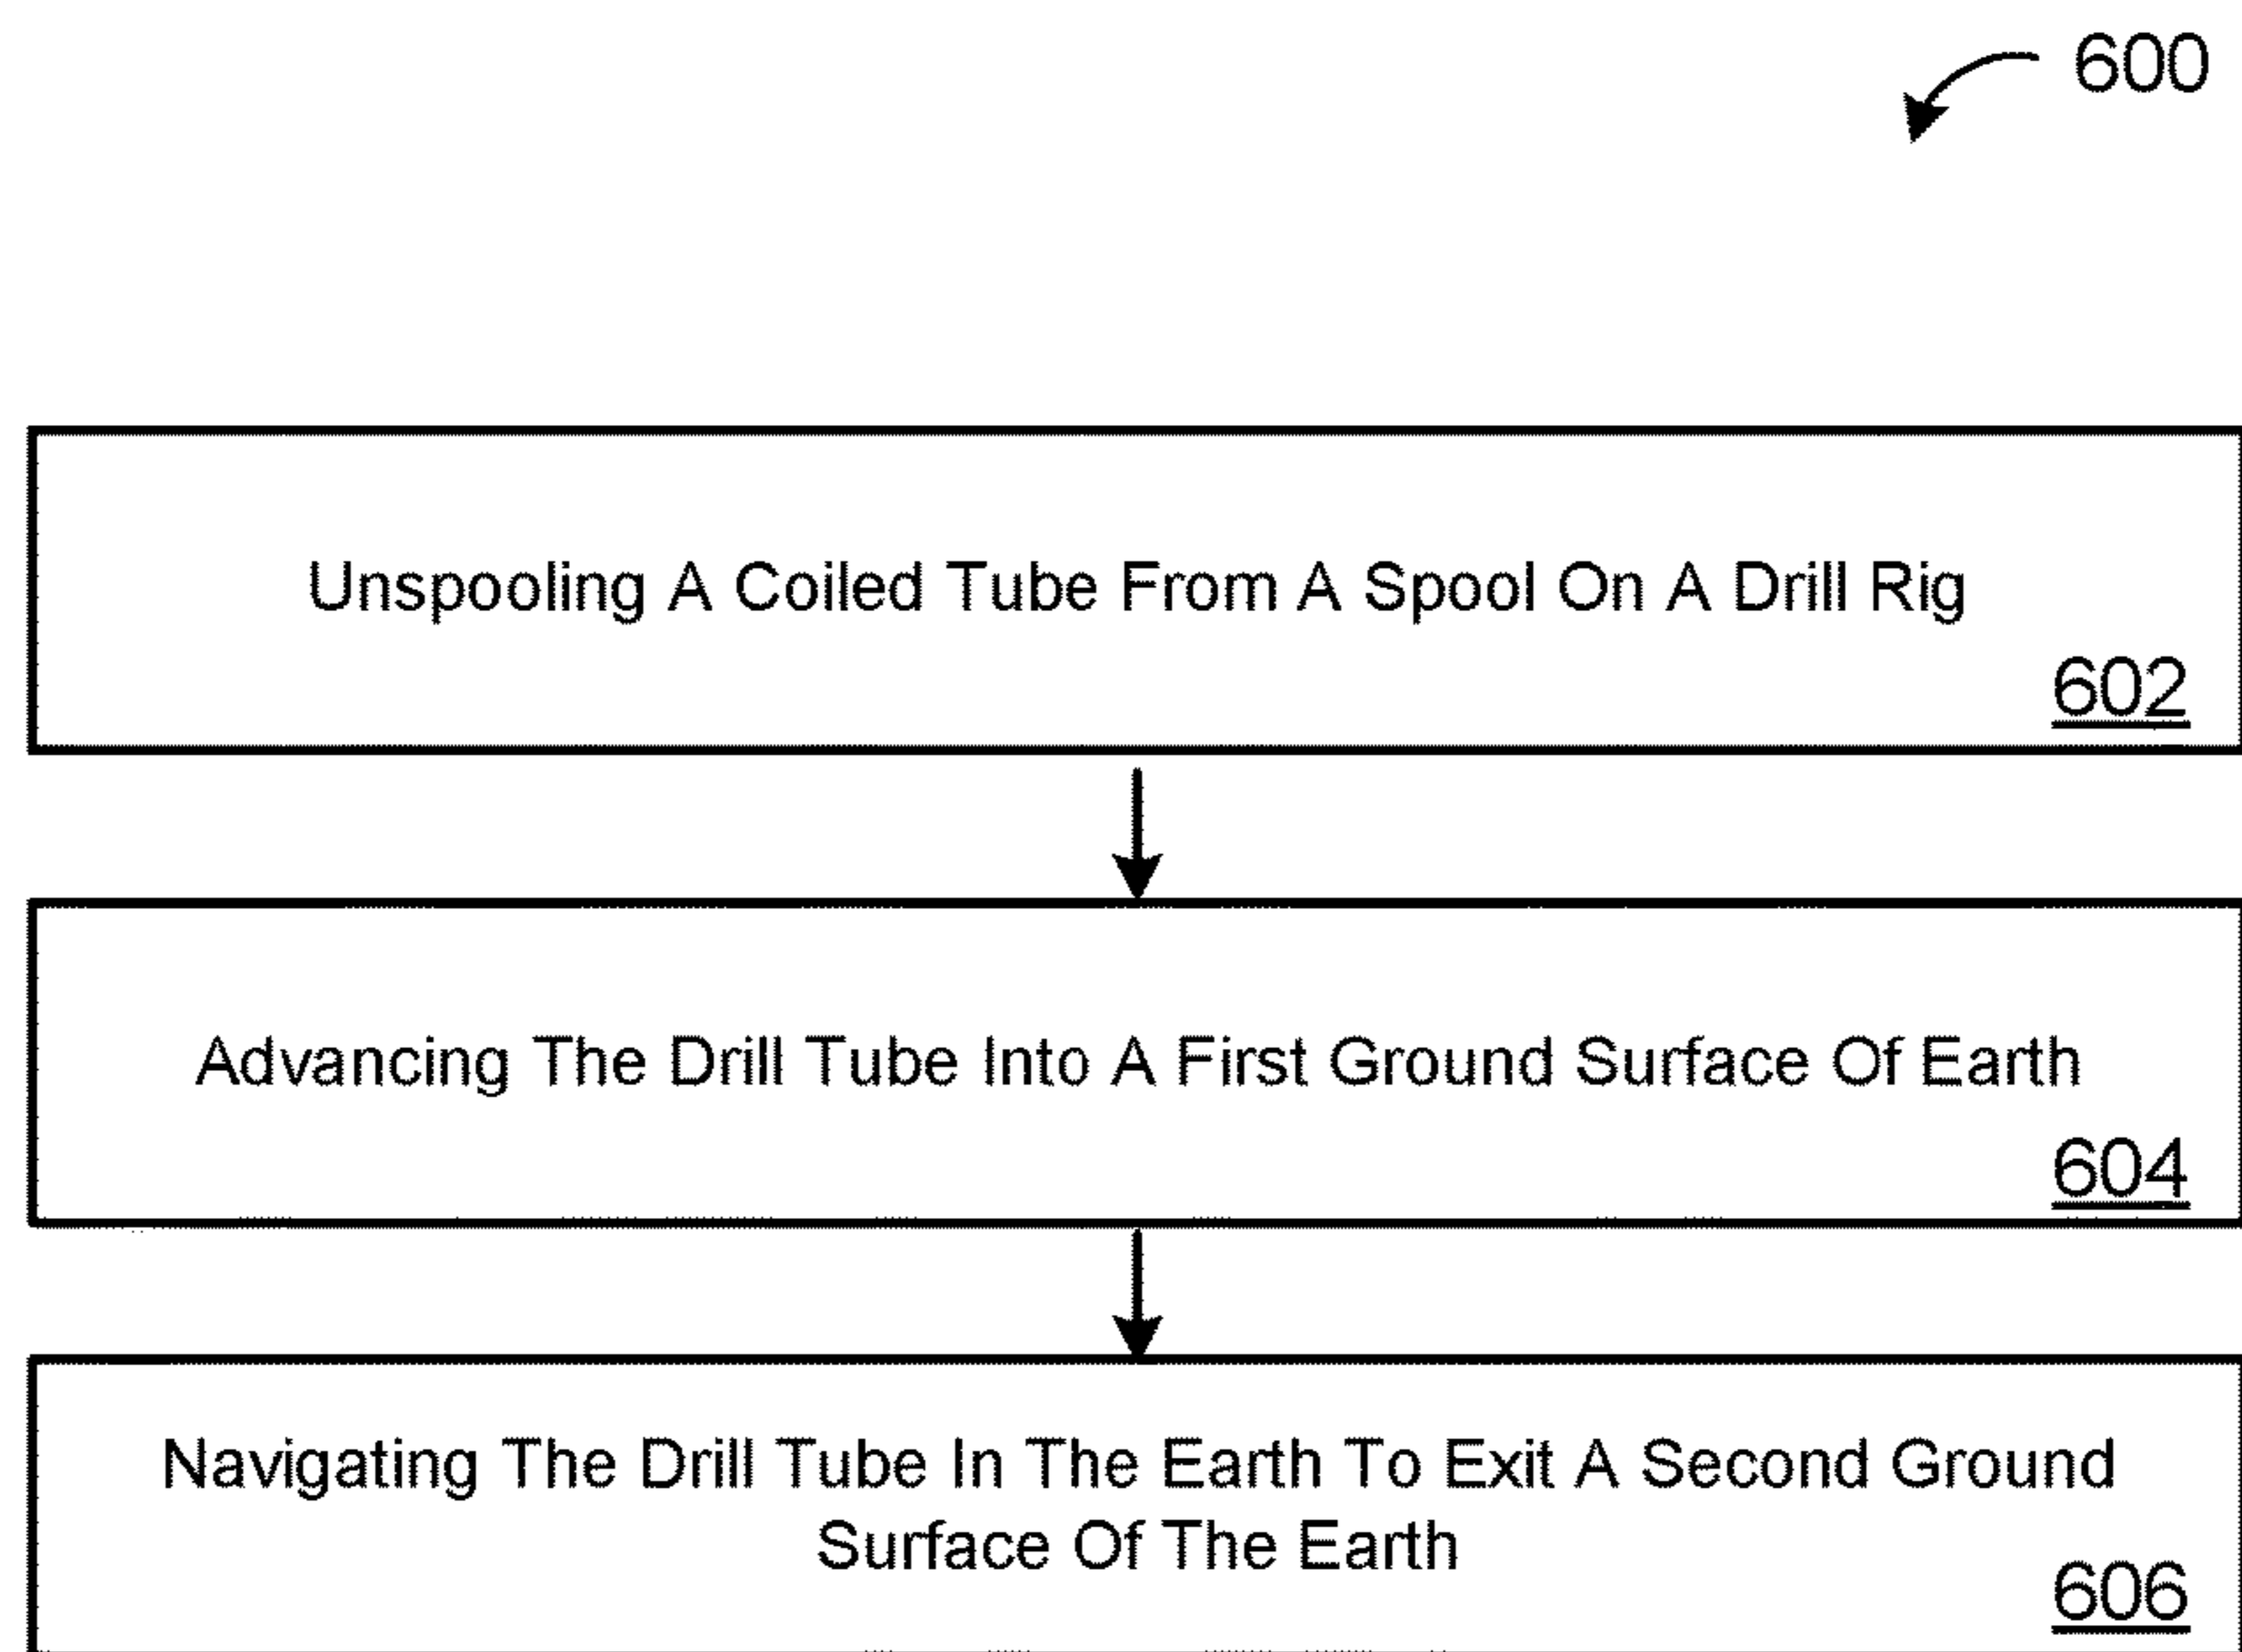 600
Unspooling A Coiled Tube From A Spool On A Drill Rig
602
Advancing The Drill Tube Into A First Ground Surface Of Earth
604
Navigating The Drill Tube In The Earth To Exit A Second Ground
Surface Of The Earth
606